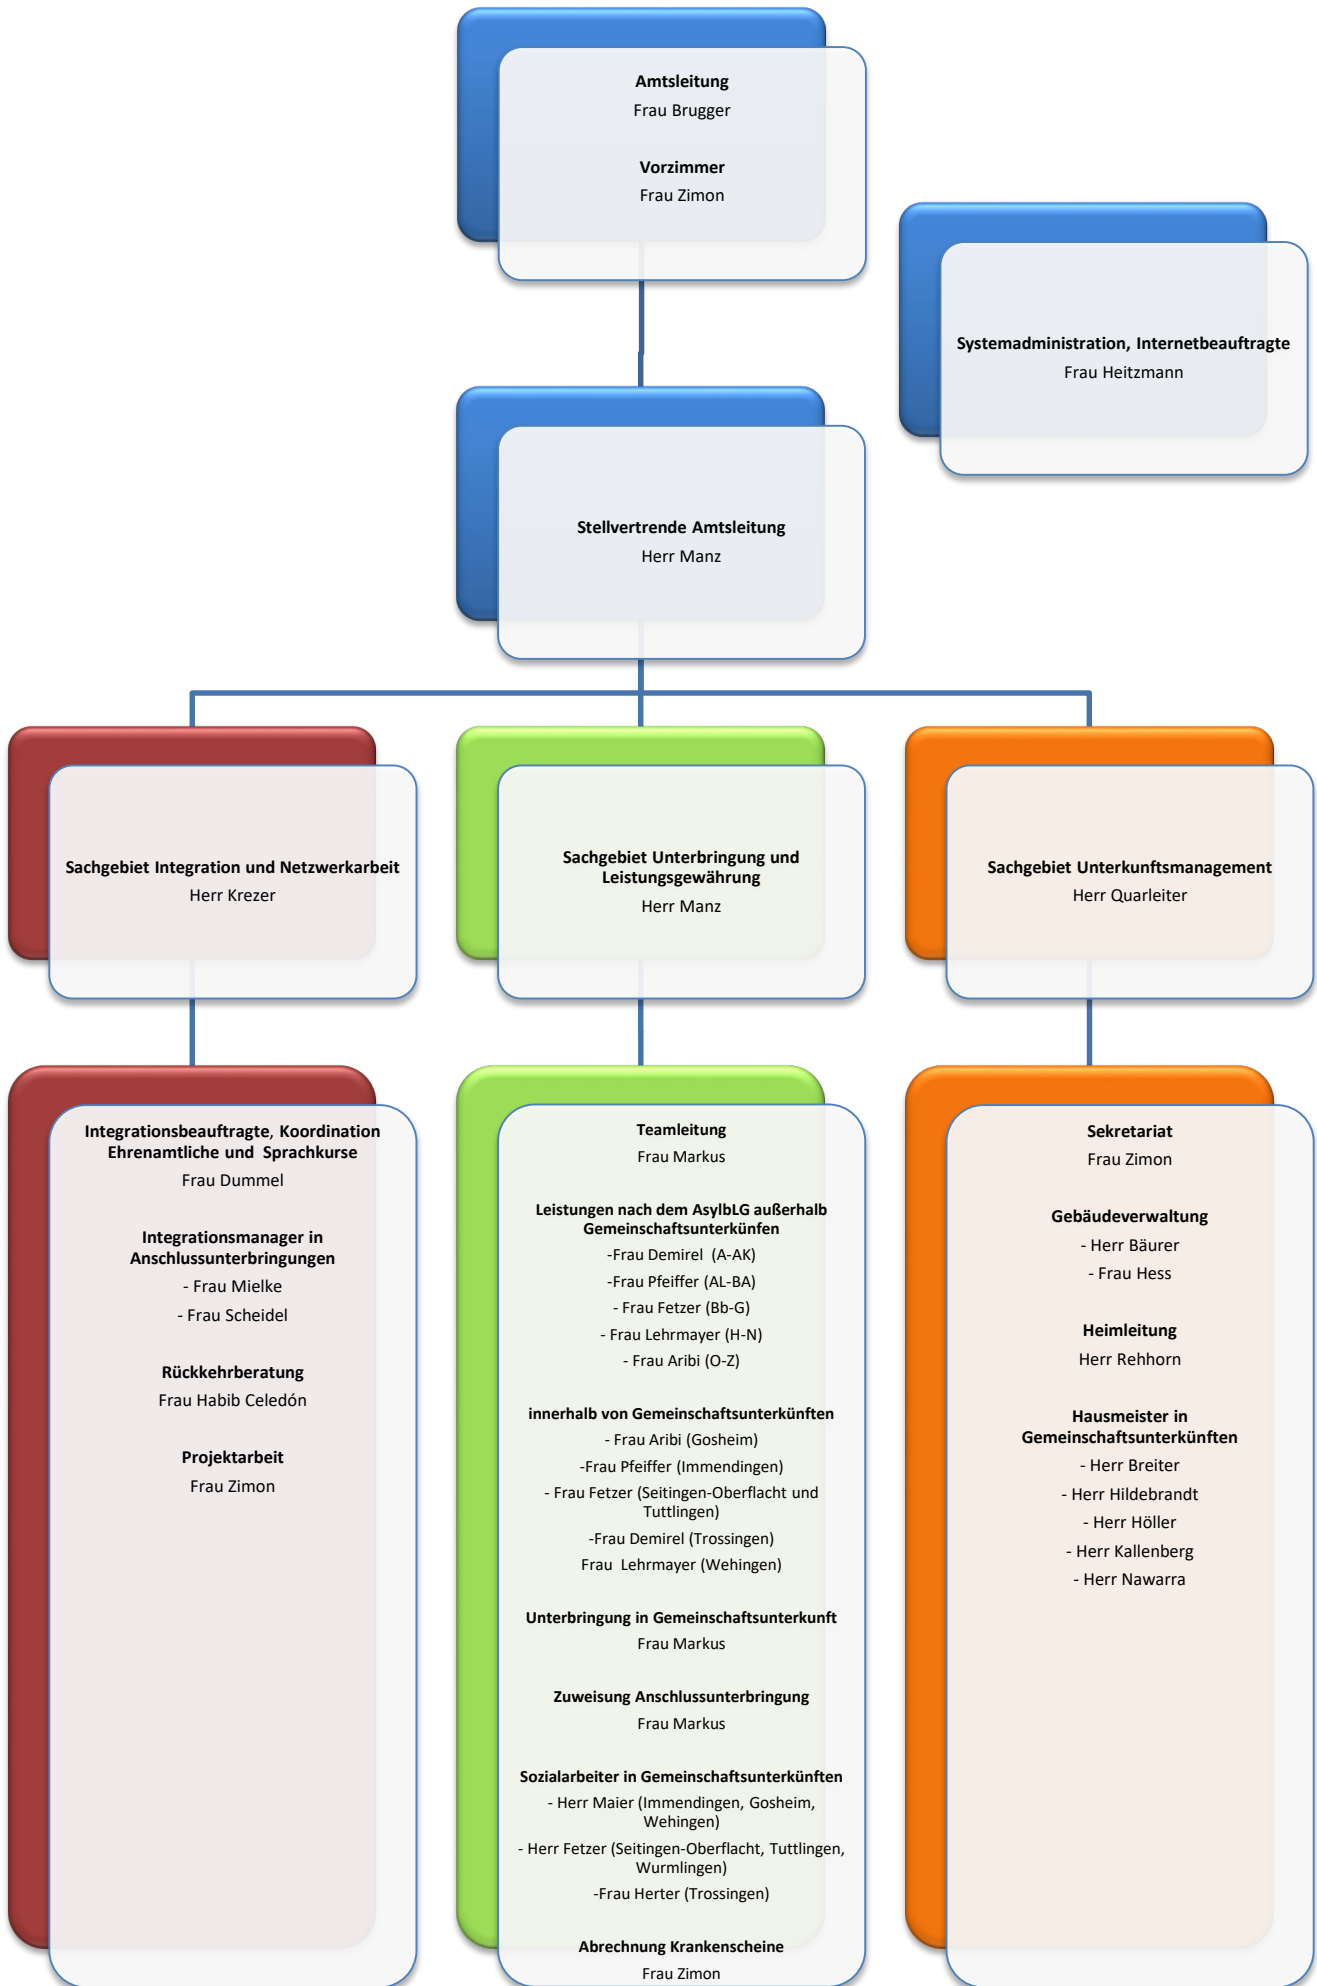 Amtsleitung
Frau Brugger
Vorzimmer
Frau Zimon
Systemadministration, Internetbeauftragte
Frau Heitzmann
Stellvertrende Amtsleitung
Herr Manz
Sachgebiet Integration und Netzwerkarbeit
Herr Krezer
Sachgebiet Unterbringung und
Leistungsgewährung
Herr Manz
Sachgebiet Unterkunftsmanagement
Herr Quarleiter
Integrationsbeauftragte, Koordination
Ehrenamtliche und Sprachkurse
Frau Dummel
Integrationsmanager in
Anschlussunterbringungen
- Frau Mielke
- Frau Scheidel
Rückkehrberatung
Frau Habib Celedón
Projektarbeit
Frau Zimon
Teamleitung
Frau Markus
Leistungen nach dem AsylbLG außerhalb
Gemeinschaftsunterkünfen
-Frau Demirel (A-AK)
-Frau Pfeiffer (AL-BA)
- Frau Fetzer (Bb-G)
- Frau Lehrmayer (H-N)
- Frau Aribi (O-Z)
innerhalb von Gemeinschaftsunterkünften
- Frau Aribi (Gosheim)
-Frau Pfeiffer (Immendingen)
- Frau Fetzer (Seitingen-Oberflacht und
Tuttlingen)
-Frau Demirel (Trossingen)
Frau Lehrmayer (Wehingen)
Unterbringung in Gemeinschaftsunterkunft
Frau Markus
Zuweisung Anschlussunterbringung
Frau Markus
Sozialarbeiter in Gemeinschaftsunterkünften
- Herr Maier (Immendingen, Gosheim,
Wehingen)
- Herr Fetzer (Seitingen-Oberflacht, Tuttlingen,
Wurmlingen)
-Frau Herter (Trossingen)
Abrechnung Krankenscheine
Frau Zimon
Sekretariat
Frau Zimon
Gebäudeverwaltung
- Herr Bäurer
- Frau Hess
Heimleitung
Herr Rehhorn
Hausmeister in
Gemeinschaftsunterkünften
- Herr Breiter
- Herr Hildebrandt
- Herr Höller
- Herr Kallenberg
- Herr Nawarra